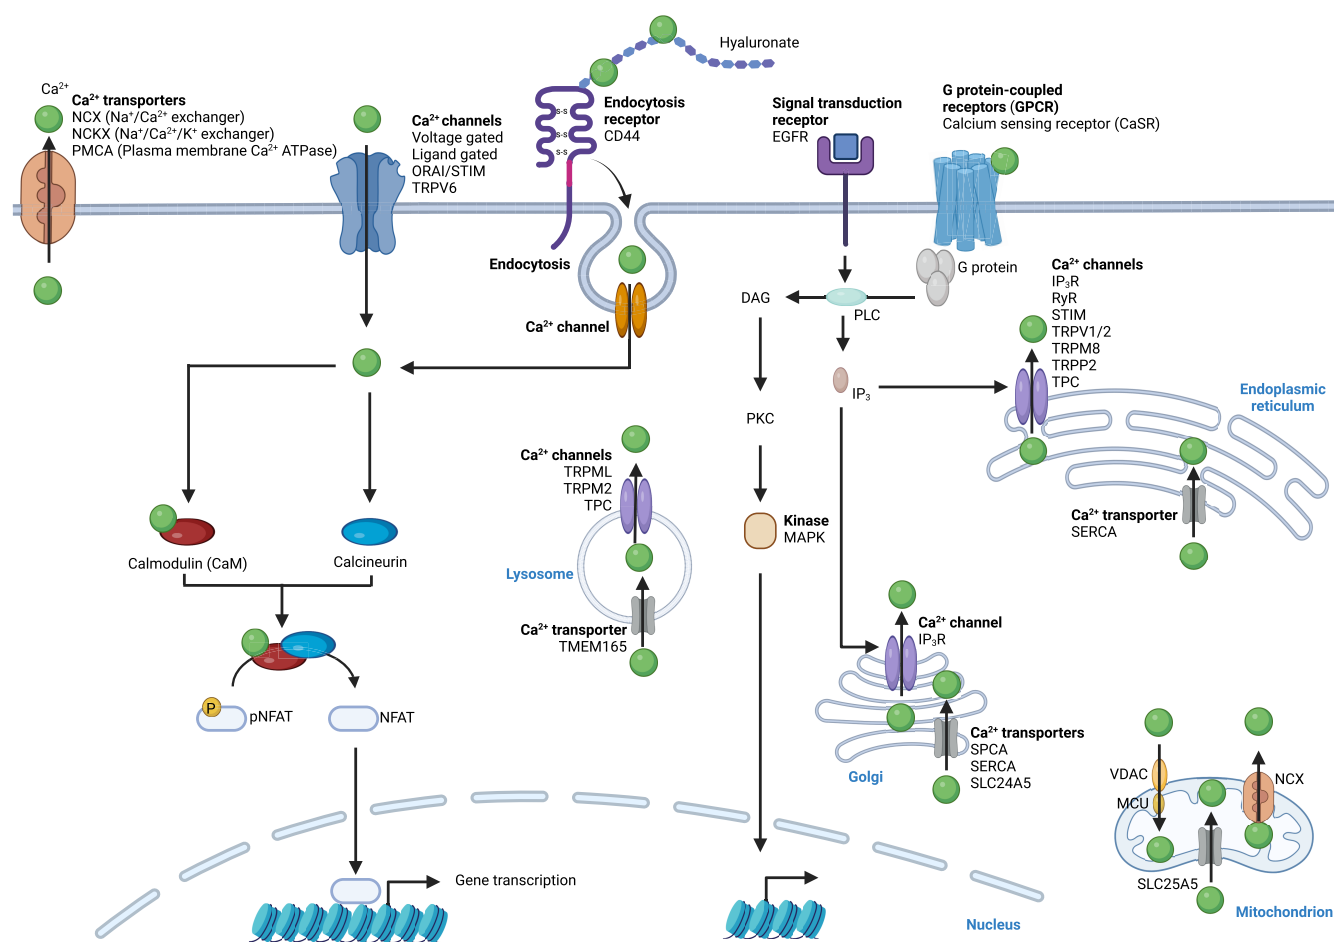 Hyaluronate
Ca²⁺
Ca²⁺ transporters
NCX (Na⁺/Ca²⁺ exchanger)
NCKX (Na⁺/Ca²⁺/K⁺ exchanger)
PMCA (Plasma membrane Ca²⁺ ATPase)
Ca²⁺ channels
Voltage gated
Ligand gated
ORAI/STIM
TRPV6
S-S
S-S
S-S
Endocytosis
receptor
CD44
Signal transduction
receptor
EGFR
G protein-coupled
receptors (GPCR)
Calcium sensing receptor (CaSR)
Endocytosis
Ca²⁺ channel
G protein
DAG
PLC
IP₃
PKC
Kinase
MAPK
Ca²⁺ channels
IP₃R
RyR
STIM
TRPV1/2
TRPM8
TRPP2
TPC
Endoplasmic
reticulum
Ca²⁺ transporter
SERCA
Ca²⁺ channels
TRPML
TRPM2
TPC
Lysosome
Ca²⁺ transporter
TMEM165
Calmodulin (CaM)
Calcineurin
P
pNFAT
NFAT
Ca²⁺ channel
IP₃R
Ca²⁺ transporters
SPCA
SERCA
SLC24A5
Golgi
VDAC
MCU
NCX
SLC25A5
Mitochondrion
Gene transcription
Nucleus